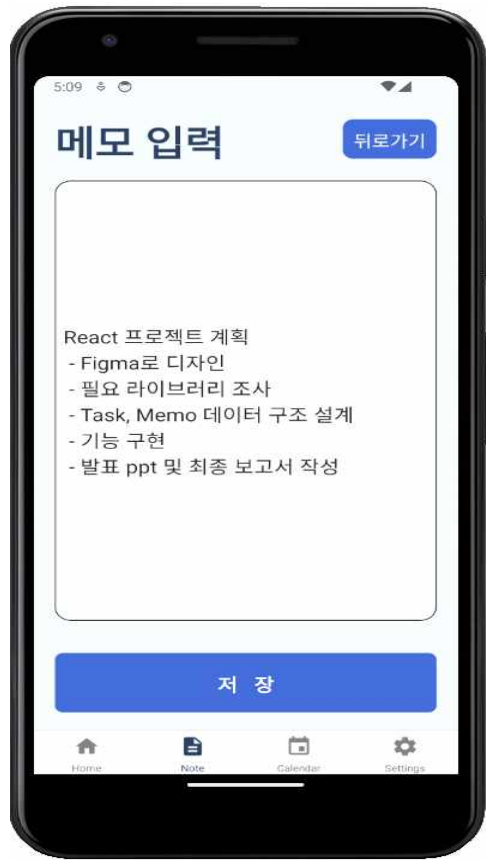 5:09
메모 입력
뒤로가기
React 프로젝트 계획
- Figma로 디자인
- 필요 라이브러리 조사
- Task, Memo 데이터 구조 설계
- 기능 구현
- 발표 ppt 및 최종 보고서 작성
저 장
Home
Note
Calendar
Settings